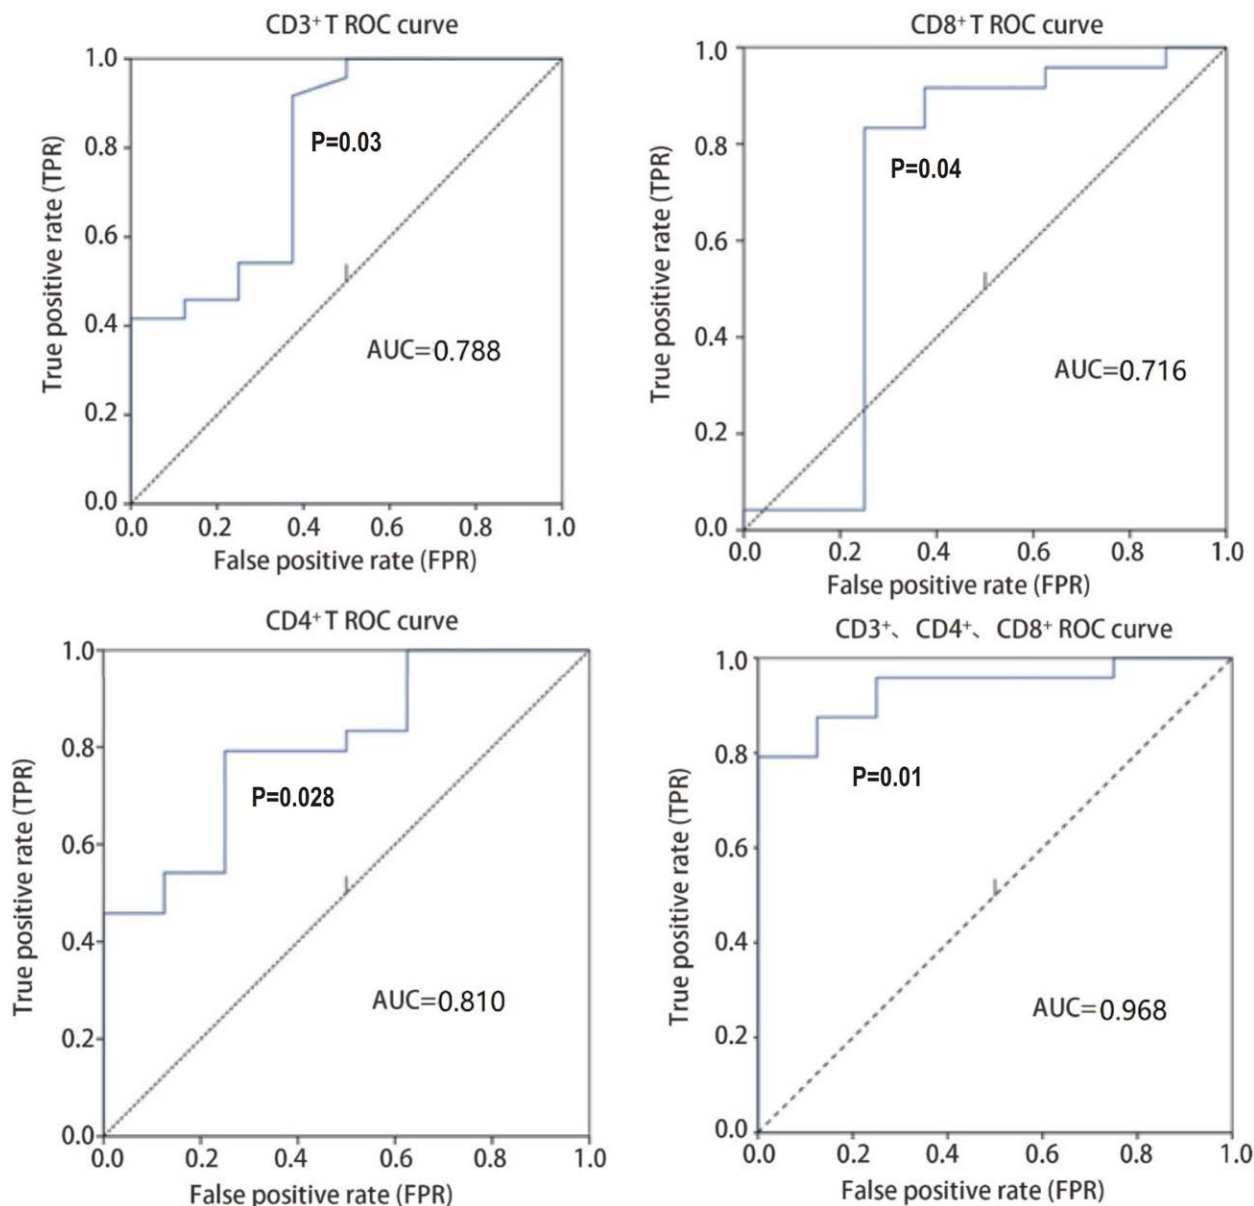 CD3⁺ T ROC curve
1.0
0.8
0.6
0.4
0.2
0.0
True positive rate (TPR)
P=0.03
AUC=0.788
0.0 0.2 0.4 0.6 0.8 1.0
False positive rate (FPR)
CD8⁺ T ROC curve
1.0
0.8
0.6
0.4
0.2
0.0
True positive rate (TPR)
P=0.04
AUC=0.716
0.0 0.2 0.4 0.6 0.8 1.0
False positive rate (FPR)
CD4⁺ T ROC curve
1.0
0.8
0.6
0.4
0.2
0.0
True positive rate (TPR)
P=0.028
AUC=0.810
0.0 0.2 0.4 0.6 0.8 1.0
False positive rate (FPR)
CD3⁺、CD4⁺、CD8⁺ ROC curve
1.0
0.8
0.6
0.4
0.2
0.0
True positive rate (TPR)
P=0.01
AUC=0.968
0.0 0.2 0.4 0.6 0.8 1.0
False positive rate (FPR)